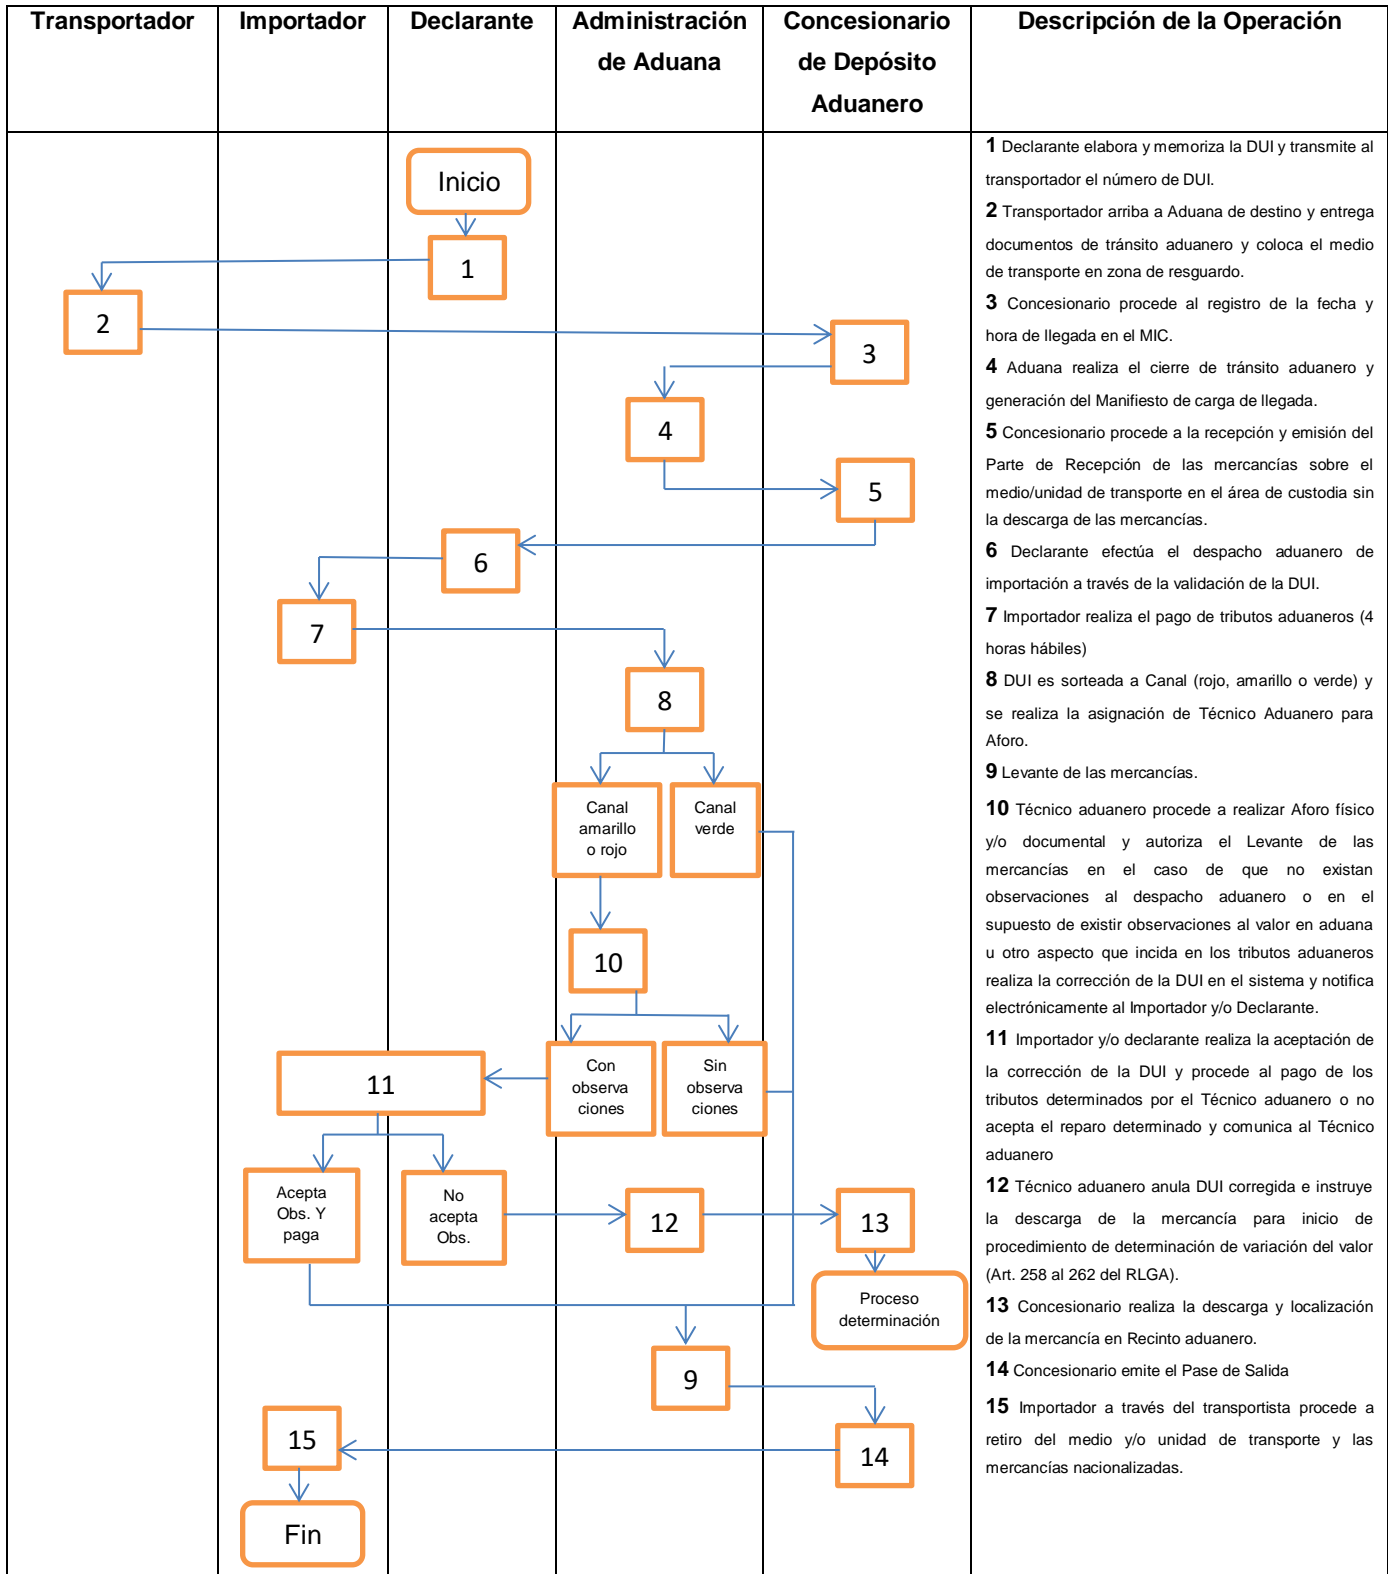 Transportador
Importador
Declarante
Administración
de Aduana
Concesionario
de Depósito
Aduanero
Descripción de la Operación
Inicio
1
2
3
4
5
6
7
8
Canal
amarillo
o rojo
Canal
verde
10
Con
observa
ciones
Sin
observa
ciones
11
Acepta
Obs. Y
paga
No
acepta
Obs.
12
13
Proceso
determinación
9
14
15
Fin
1 Declarante elabora y memoriza la DUI y transmite al
transportador el número de DUI.
2 Transportador arriba a Aduana de destino y entrega
documentos de tránsito aduanero y coloca el medio
de transporte en zona de resguardo.
3 Concesionario procede al registro de la fecha y
hora de llegada en el MIC.
4 Aduana realiza el cierre de tránsito aduanero y
generación del Manifiesto de carga de llegada.
5 Concesionario procede a la recepción y emisión del
Parte de Recepción de las mercancías sobre el
medio/unidad de transporte en el área de custodia sin
la descarga de las mercancías.
6 Declarante efectúa el despacho aduanero de
importación a través de la validación de la DUI.
7 Importador realiza el pago de tributos aduaneros (4
horas hábiles)
8 DUI es sorteada a Canal (rojo, amarillo o verde) y
se realiza la asignación de Técnico Aduanero para
Aforo.
9 Levante de las mercancías.
10 Técnico aduanero procede a realizar Aforo físico
y/o documental y autoriza el Levante de las
mercancías en el caso de que no existan
observaciones al despacho aduanero o en el
supuesto de existir observaciones al valor en aduana
u otro aspecto que incida en los tributos aduaneros
realiza la corrección de la DUI en el sistema y notifica
electrónicamente al Importador y/o Declarante.
11 Importador y/o declarante realiza la aceptación de
la corrección de la DUI y procede al pago de los
tributos determinados por el Técnico aduanero o no
acepta el reparo determinado y comunica al Técnico
aduanero
12 Técnico aduanero anula DUI corregida e instruye
la descarga de la mercancía para inicio de
procedimiento de determinación de variación del valor
(Art. 258 al 262 del RLGA).
13 Concesionario realiza la descarga y localización
de la mercancía en Recinto aduanero.
14 Concesionario emite el Pase de Salida
15 Importador a través del transportista procede a
retiro del medio y/o unidad de transporte y las
mercancías nacionalizadas.